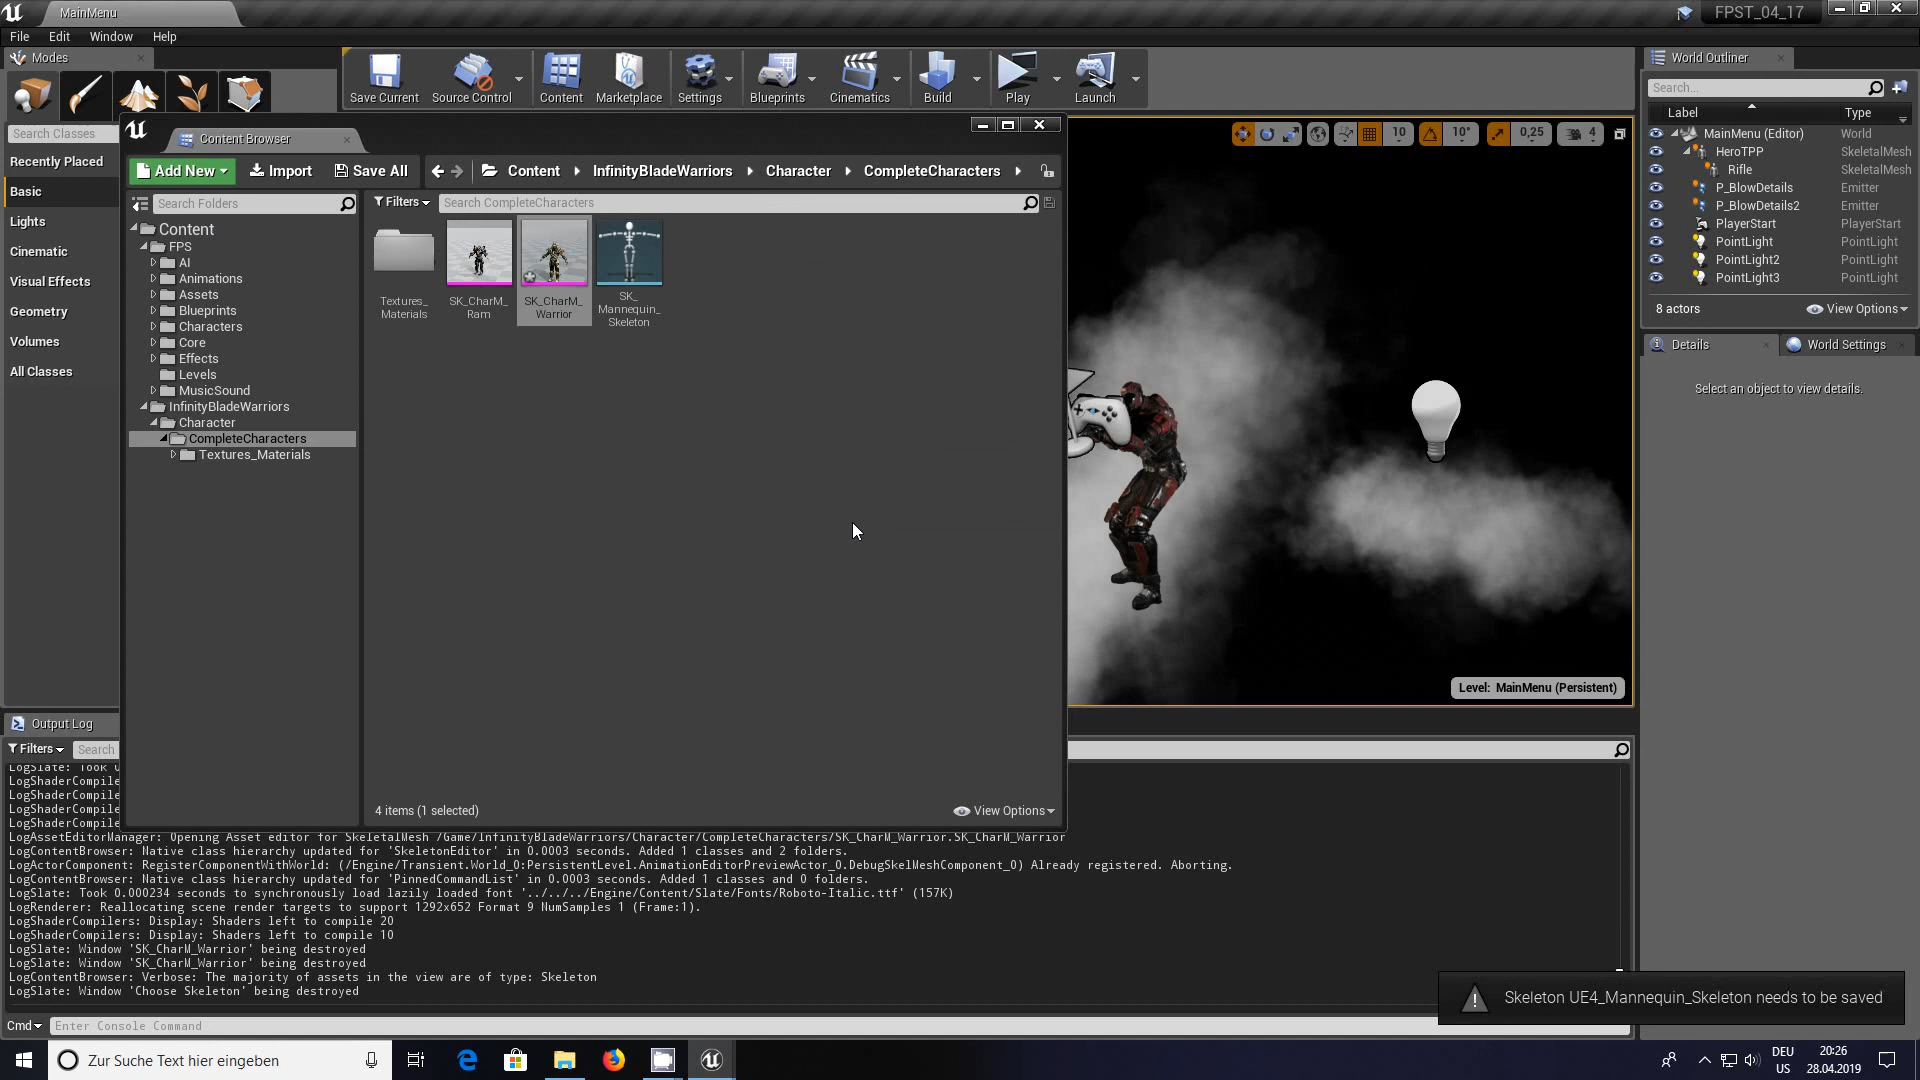 MainMenu
FPST_04_17
File Edit Window Help
Modes
Save Current
Source Control
Content
Marketplace
Settings
Blueprints
Cinematics
Build
Play
Launch
World Outliner
Search...
Label Type
MainMenu (Editor) World
HeroTPP SkeletalMesh
Rifle SkeletalMesh
P_BlowDetails Emitter
P_BlowDetails2 Emitter
PlayerStart PlayerStart
PointLight PointLight
PointLight2 PointLight
PointLight3 PointLight
8 actors View Options
Details World Settings
Select an object to view details.
Search Classes
Recently Placed
Basic
Lights
Cinematic
Visual Effects
Geometry
Volumes
All Classes
Content Browser
Add New Import Save All Content InfinityBladeWarriors Character CompleteCharacters
Search Folders
Filters Search CompleteCharacters
Content
FPS
AI
Animations
Assets
Blueprints
Characters
Core
Effects
Levels
MusicSound
InfinityBladeWarriors
Character
CompleteCharacters
Textures_Materials
Textures_
Materials
SK_CharM_
Ram
SK_CharM_
Warrior
SK_
Mannequin_
Skeleton
4 items (1 selected) View Options
10 10° 0,25 4
Level: MainMenu (Persistent)
Output Log
Filters Search
LogSlate: Took 0
LogShaderCompile
LogShaderCompile
LogShaderCompile
LogShaderCompile
LogAssetEditorManager: Opening Asset editor for SkeletalMesh /Game/InfinityBladeWarriors/Character/CompleteCharacters/SK_CharM_Warrior.SK_CharM_Warrior
LogContentBrowser: Native class hierarchy updated for 'SkeletonEditor' in 0.0003 seconds. Added 1 classes and 2 folders.
LogActorComponent: RegisterComponentWithWorld: (/Engine/Transient.World_0:PersistentLevel.AnimationEditorPreviewActor_0.DebugSkelMeshComponent_0) Already registered. Aborting.
LogContentBrowser: Native class hierarchy updated for 'PinnedCommandList' in 0.0003 seconds. Added 1 classes and 0 folders.
LogSlate: Took 0.000234 seconds to synchronously load lazily loaded font '../../../Engine/Content/Slate/Fonts/Roboto-Italic.ttf' (157K)
LogRenderer: Reallocating scene render targets to support 1292x652 Format 9 NumSamples 1 (Frame:1).
LogShaderCompilers: Display: Shaders left to compile 20
LogShaderCompilers: Display: Shaders left to compile 10
LogSlate: Window 'SK_CharM_Warrior' being destroyed
LogSlate: Window 'SK_CharM_Warrior' being destroyed
LogContentBrowser: Verbose: The majority of assets in the view are of type: Skeleton
LogSlate: Window 'Choose Skeleton' being destroyed
Skeleton UE4_Mannequin_Skeleton needs to be saved
Cmd Enter Console Command
Zur Suche Text hier eingeben
DEU
US
20:26
28.04.2019